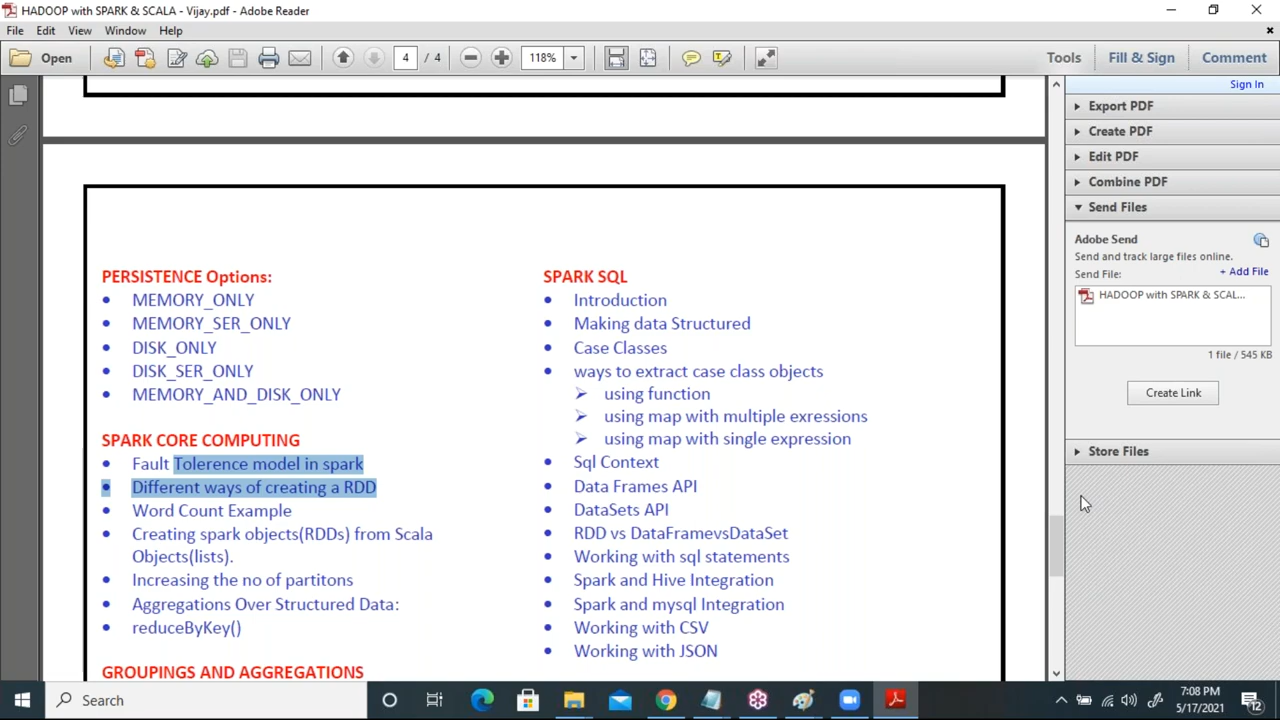 HADOOP with SPARK & SCALA - Vijay.pdf - Adobe Reader
File Edit View Window Help
Open 4 / 4 118% Tools Fill & Sign Comment
Sign In
Export PDF
Create PDF
Edit PDF
Combine PDF
Send Files
Adobe Send
Send and track large files online.
Send File: + Add File
HADOOP with SPARK & SCAL...
1 file / 545 KB
Create Link
Store Files
PERSISTENCE Options:
• MEMORY_ONLY
• MEMORY_SER_ONLY
• DISK_ONLY
• DISK_SER_ONLY
• MEMORY_AND_DISK_ONLY
SPARK CORE COMPUTING
• Fault Tolerence model in spark
• Different ways of creating a RDD
• Word Count Example
• Creating spark objects(RDDs) from Scala
Objects(lists).
• Increasing the no of partitons
• Aggregations Over Structured Data:
• reduceByKey()
GROUPINGS AND AGGREGATIONS
SPARK SQL
• Introduction
• Making data Structured
• Case Classes
• ways to extract case class objects
➢ using function
➢ using map with multiple exressions
➢ using map with single expression
• Sql Context
• Data Frames API
• DataSets API
• RDD vs DataFramevsDataSet
• Working with sql statements
• Spark and Hive Integration
• Spark and mysql Integration
• Working with CSV
• Working with JSON
Search
7:08 PM
5/17/2021
12